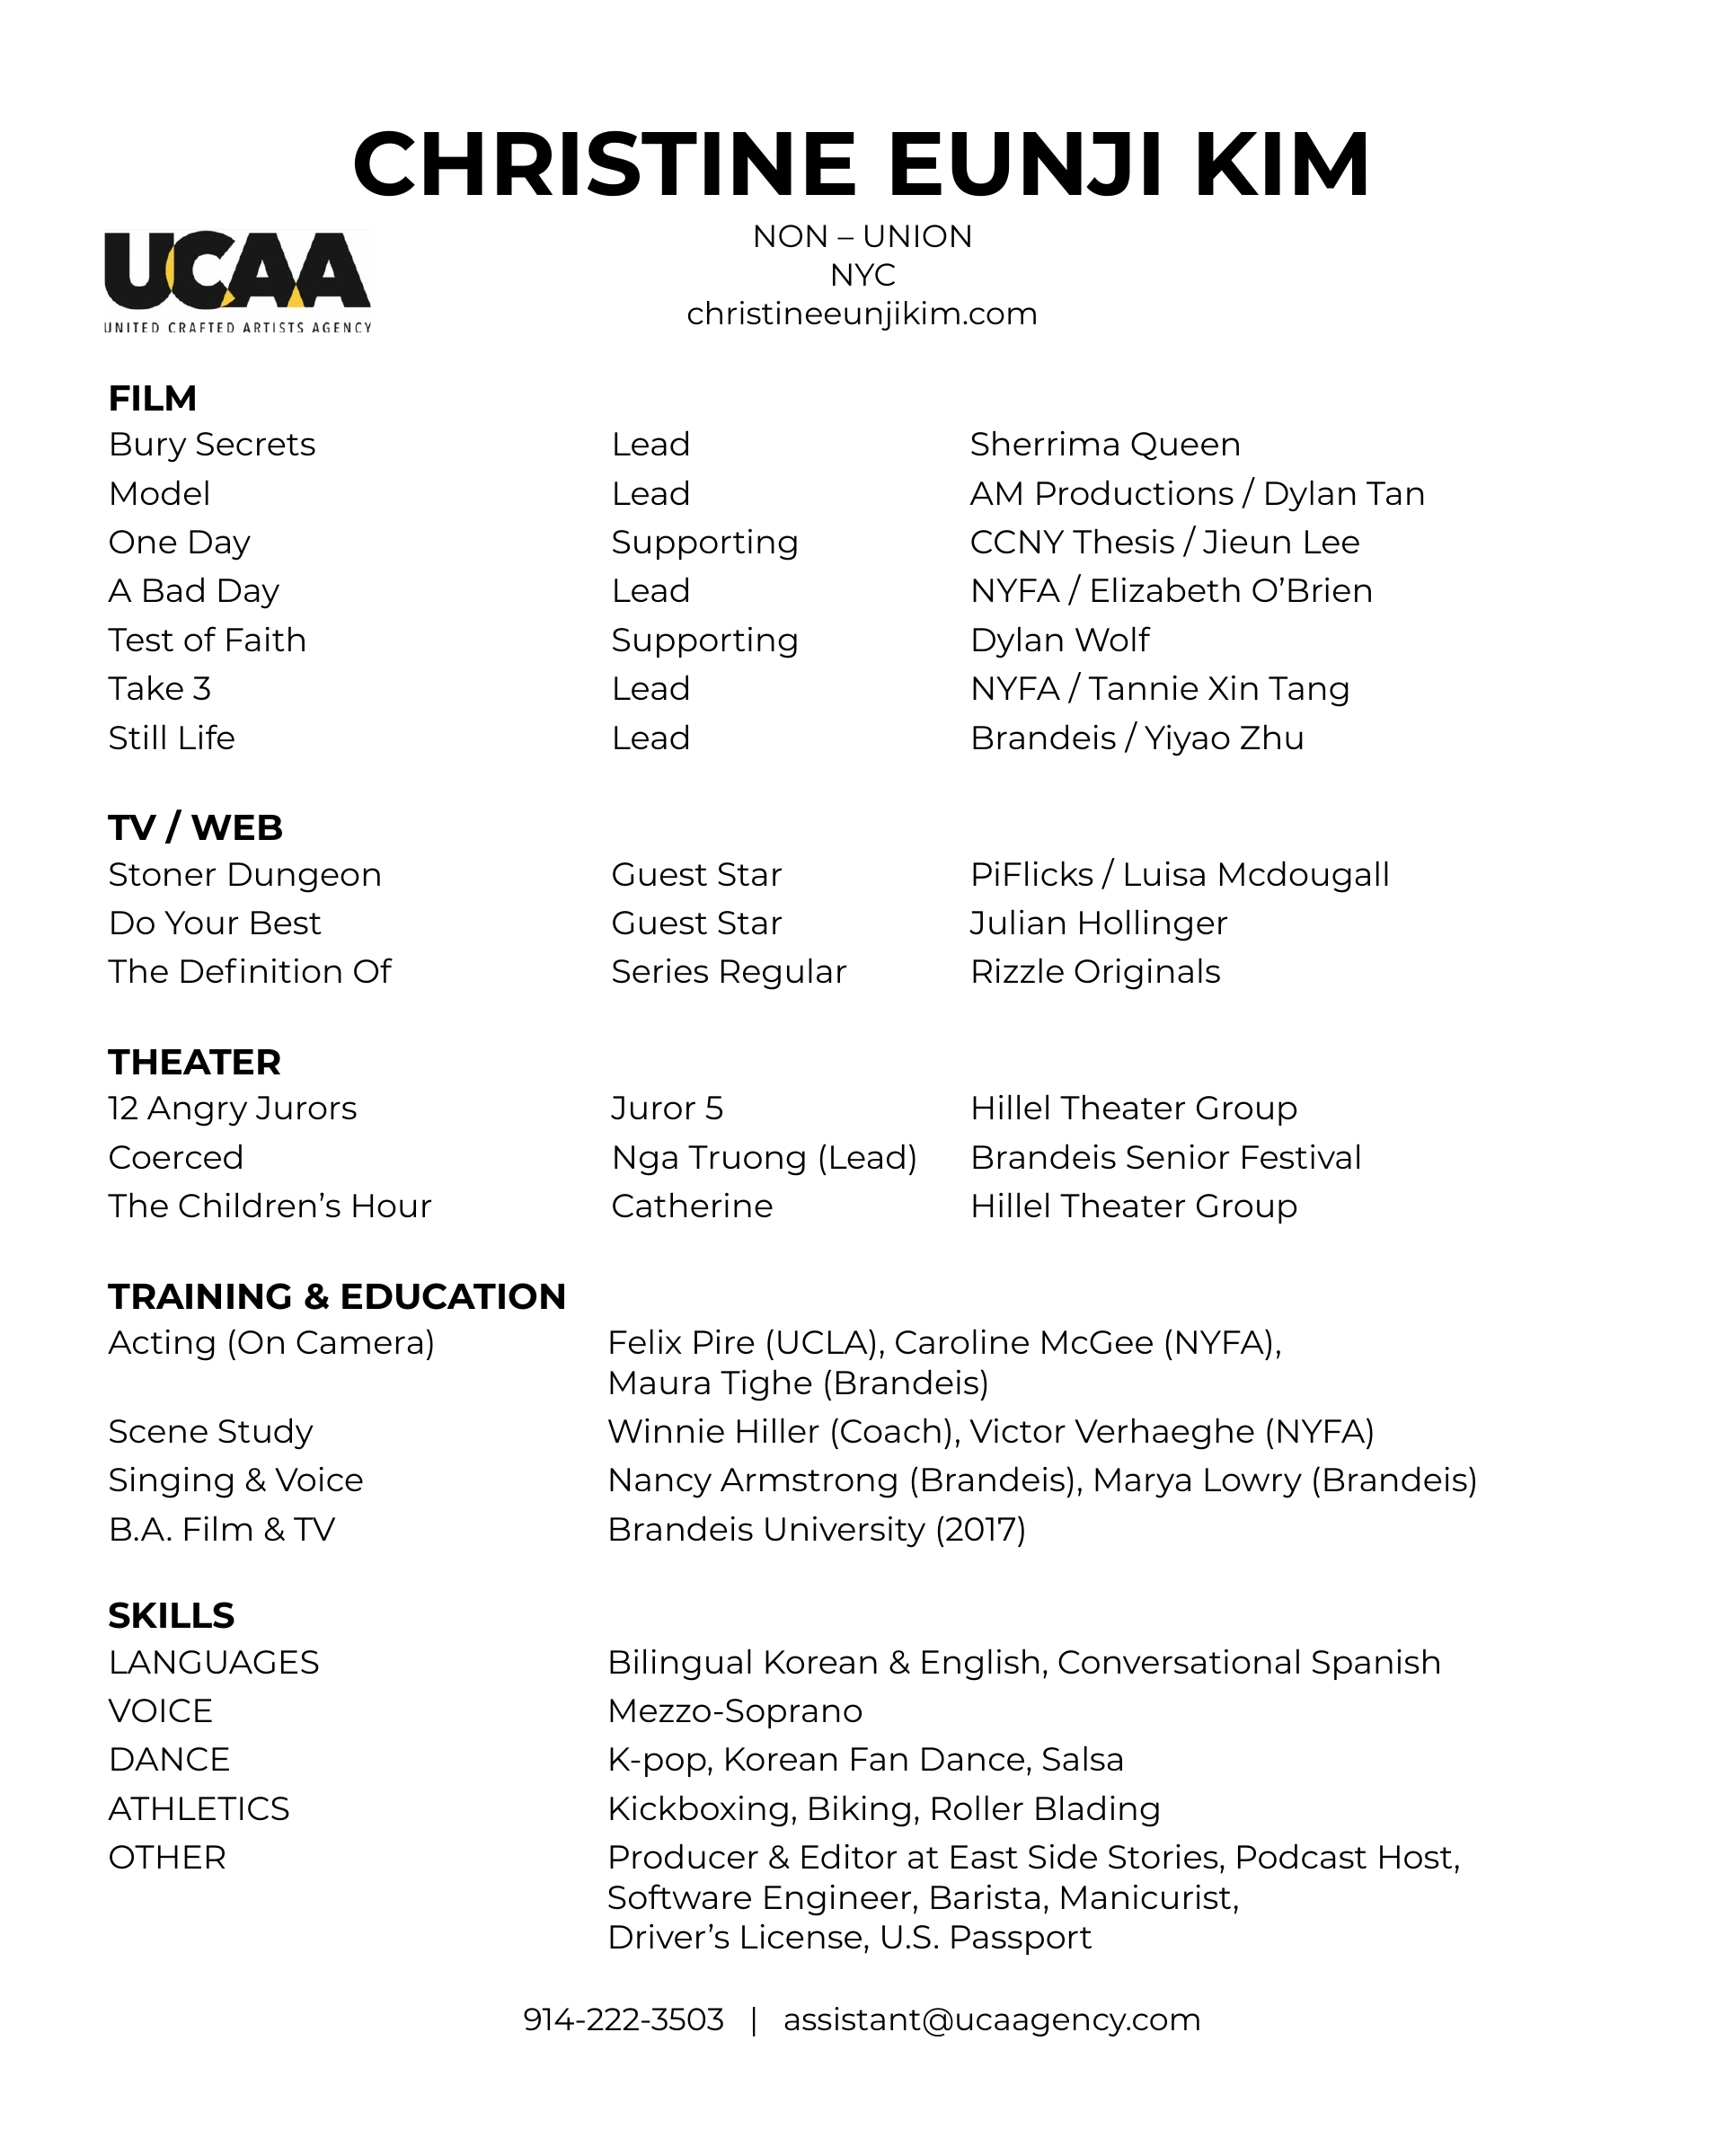 CHRISTINE EUNJI KIM
UCAA
UNITED CRAFTED ARTISTS AGENCY
NON – UNION
NYC
christineeunjikim.com
FILM
Bury Secrets Lead Sherrima Queen
Model Lead AM Productions / Dylan Tan
One Day Supporting CCNY Thesis / Jieun Lee
A Bad Day Lead NYFA / Elizabeth O’Brien
Test of Faith Supporting Dylan Wolf
Take 3 Lead NYFA / Tannie Xin Tang
Still Life Lead Brandeis / Yiyao Zhu
TV / WEB
Stoner Dungeon Guest Star PiFlicks / Luisa Mcdougall
Do Your Best Guest Star Julian Hollinger
The Definition Of Series Regular Rizzle Originals
THEATER
12 Angry Jurors Juror 5 Hillel Theater Group
Coerced Nga Truong (Lead) Brandeis Senior Festival
The Children’s Hour Catherine Hillel Theater Group
TRAINING & EDUCATION
Acting (On Camera) Felix Pire (UCLA), Caroline McGee (NYFA),
Maura Tighe (Brandeis)
Scene Study Winnie Hiller (Coach), Victor Verhaeghe (NYFA)
Singing & Voice Nancy Armstrong (Brandeis), Marya Lowry (Brandeis)
B.A. Film & TV Brandeis University (2017)
SKILLS
LANGUAGES Bilingual Korean & English, Conversational Spanish
VOICE Mezzo-Soprano
DANCE K-pop, Korean Fan Dance, Salsa
ATHLETICS Kickboxing, Biking, Roller Blading
OTHER Producer & Editor at East Side Stories, Podcast Host,
Software Engineer, Barista, Manicurist,
Driver’s License, U.S. Passport
914-222-3503 | assistant@ucaagency.com